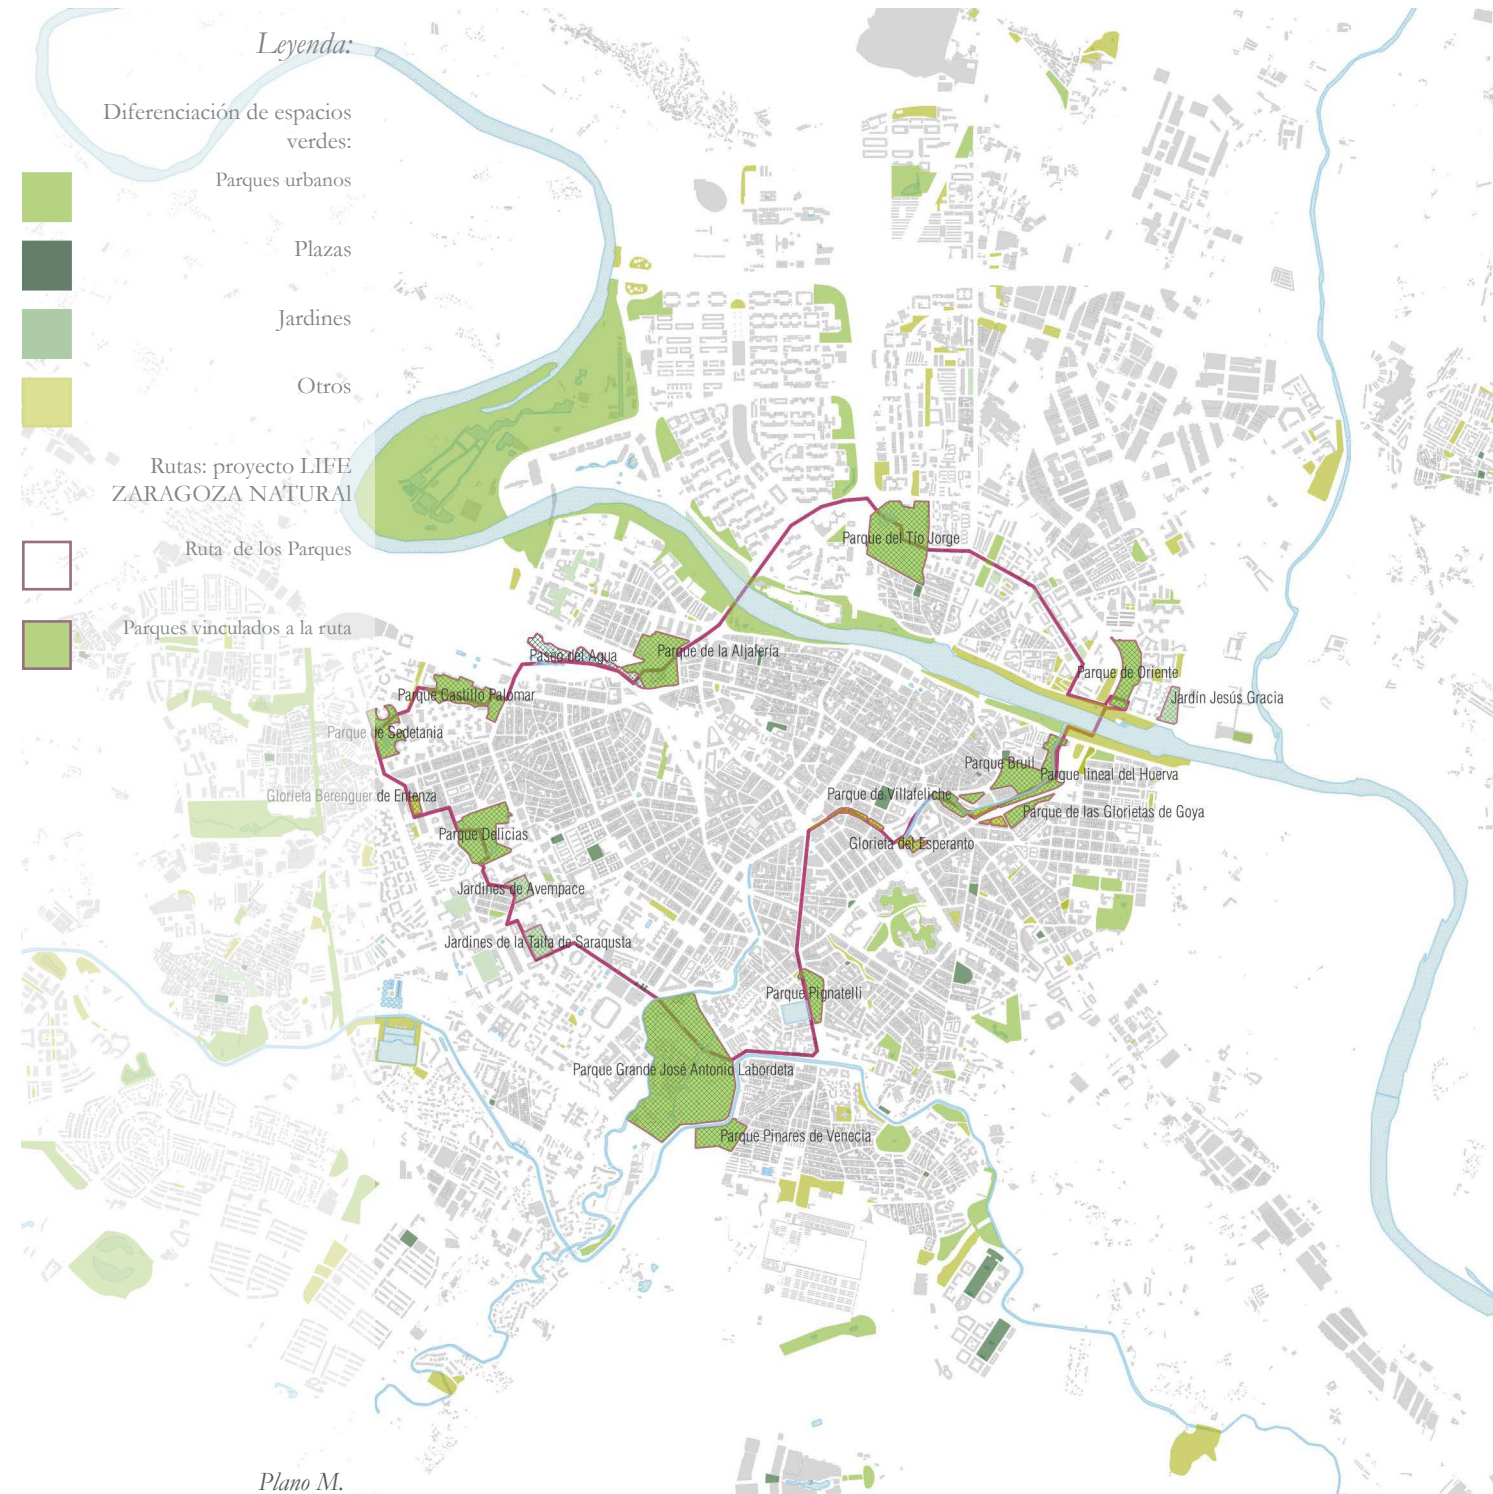 Leyenda:
Diferenciación de espacios
verdes:
Parques urbanos
Plazas
Jardines
Otros
Rutas: proyecto LIFE
ZARAGOZA NATURAl
Ruta de los Parques
Parques vinculados a la ruta
Parque del Tío Jorge
Paseo del Agua
Parque de la Aljafería
Parque de Oriente
Parque Castillo Palomar
Jardín Jesús Gracia
Parque de Sedetania
Parque Bruil
Parque lineal del Huerva
Glorieta Berenguer de Entenza
Parque de Villafeliche
Parque de las Glorietas de Goya
Parque Delicias
Glorieta del Esperanto
Jardines de Avempace
Jardines de la Taifa de Saraqusta
Parque Pignatelli
Parque Grande José Antonio Labordeta
Parque Pinares de Venecia
Plano M.